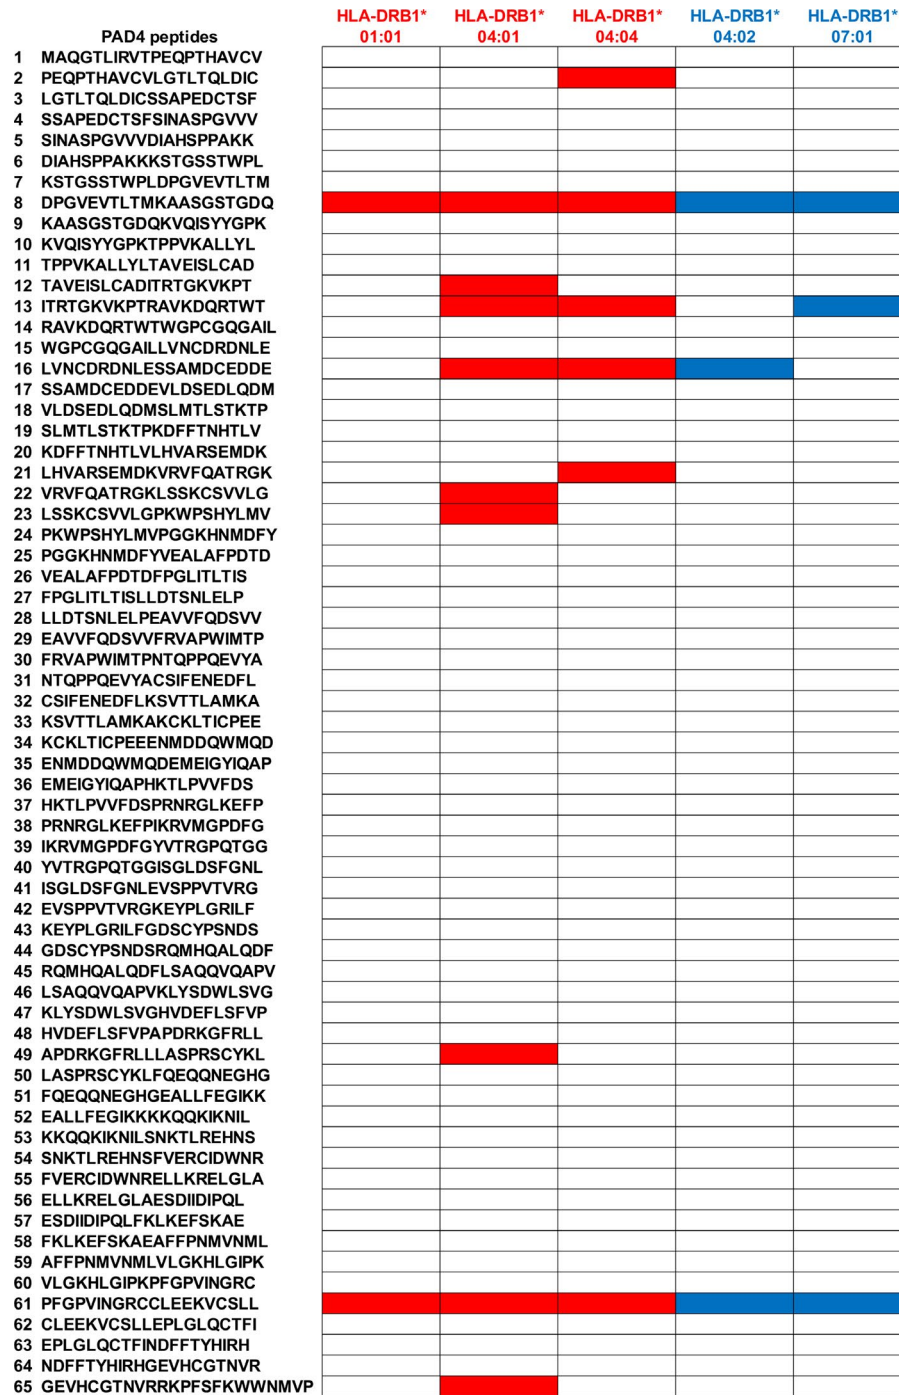 HLA-DRB1* HLA-DRB1* HLA-DRB1* HLA-DRB1* HLA-DRB1*
PAD4 peptides 01:01 04:01 04:04 04:02 07:01
1 MAQGTLIRVTPEQPTHAVCV
2 PEQPTHAVCVLGTLTQLDIC
3 LGTLTQLDICSSAPEDCTSF
4 SSAPEDCTSFSINASPGVVV
5 SINASPGVVVDIAHSPPAKK
6 DIAHSPPAKKKSTGSSTWPL
7 KSTGSSTWPLDPGVEVTLTM
8 DPGVEVTLTMKAASGSTGDQ
9 KAASGSTGDQKVQISYYGPK
10 KVQISYYGPKTPPVKALLYL
11 TPPVKALLYLTAVEISLCAD
12 TAVEISLCADITRTGKVKPT
13 ITRTGKVKPTRAVKDQRTWT
14 RAVKDQRTWTWGPCGQGAIL
15 WGPCGQGAILLVNCDRDNLE
16 LVNCDRDNLESSAMDCEDDE
17 SSAMDCEDDEVLDSEDLQDM
18 VLDSEDLQDMSLMTLSTKTP
19 SLMTLSTKTPKDFFTNHTLV
20 KDFFTNHTLVLHVARSEMDK
21 LHVARSEMDKVRVFQATRGK
22 VRVFQATRGKLSSKCSVVLG
23 LSSKCSVVLGPKWPSHYLMV
24 PKWPSHYLMVPGGKHNMDFY
25 PGGKHNMDFYVEALAFPDTD
26 VEALAFPDTDFPGLITLTIS
27 FPGLITLTISLLDTSNLELP
28 LLDTSNLELPEAVVFQDSVV
29 EAVVFQDSVVFRVAPWIMTP
30 FRVAPWIMTPNTQPPQEVYA
31 NTQPPQEVYACSIFENEDFL
32 CSIFENEDFLKSVTTLAMKA
33 KSVTTLAMKAKCKLTICPEE
34 KCKLTICPEEENMDDQWMQD
35 ENMDDQWMQDEMEIGYIQAP
36 EMEIGYIQAPHKTLPVVFDS
37 HKTLPVVFDSPRNRGLKEFP
38 PRNRGLKEFPIKRVMGPDFG
39 IKRVMGPDFGYVTRGPQTGG
40 YVTRGPQTGGISGLDSFGNL
41 ISGLDSFGNLEVSPPVTVRG
42 EVSPPVTVRGKEYPLGRILF
43 KEYPLGRILFGDSCYPSNDS
44 GDSCYPSNDSRQMHQALQDF
45 RQMHQALQDFLSAQQVQAPV
46 LSAQQVQAPVKLYSDWLSVG
47 KLYSDWLSVGHVDEFLSFVP
48 HVDEFLSFVPAPDRKGFRLL
49 APDRKGFRLLLASPRSCYKL
50 LASPRSCYKLFQEQQNEGHG
51 FQEQQNEGHGEALLFEGIKK
52 EALLFEGIKKKKQQKIKNIL
53 KKQQKIKNILSNKTLREHNS
54 SNKTLREHNSFVERCIDWNR
55 FVERCIDWNRELLKRELGLA
56 ELLKRELGLAESDIIDIPQL
57 ESDIIDIPQLFKLKEFSKAE
58 FKLKEFSKAEAFFPNMVNML
59 AFFPNMVNMLVLGKHLGIPK
60 VLGKHLGIPKPFGPVINGRC
61 PFGPVINGRCCLEEKVCSLL
62 CLEEKVCSLLEPLGLQCTFI
63 EPLGLQCTFINDFFTYHIRH
64 NDFFTYHIRHGEVHCGTNVR
65 GEVHCGTNVRRKPFSFKWWNMVP